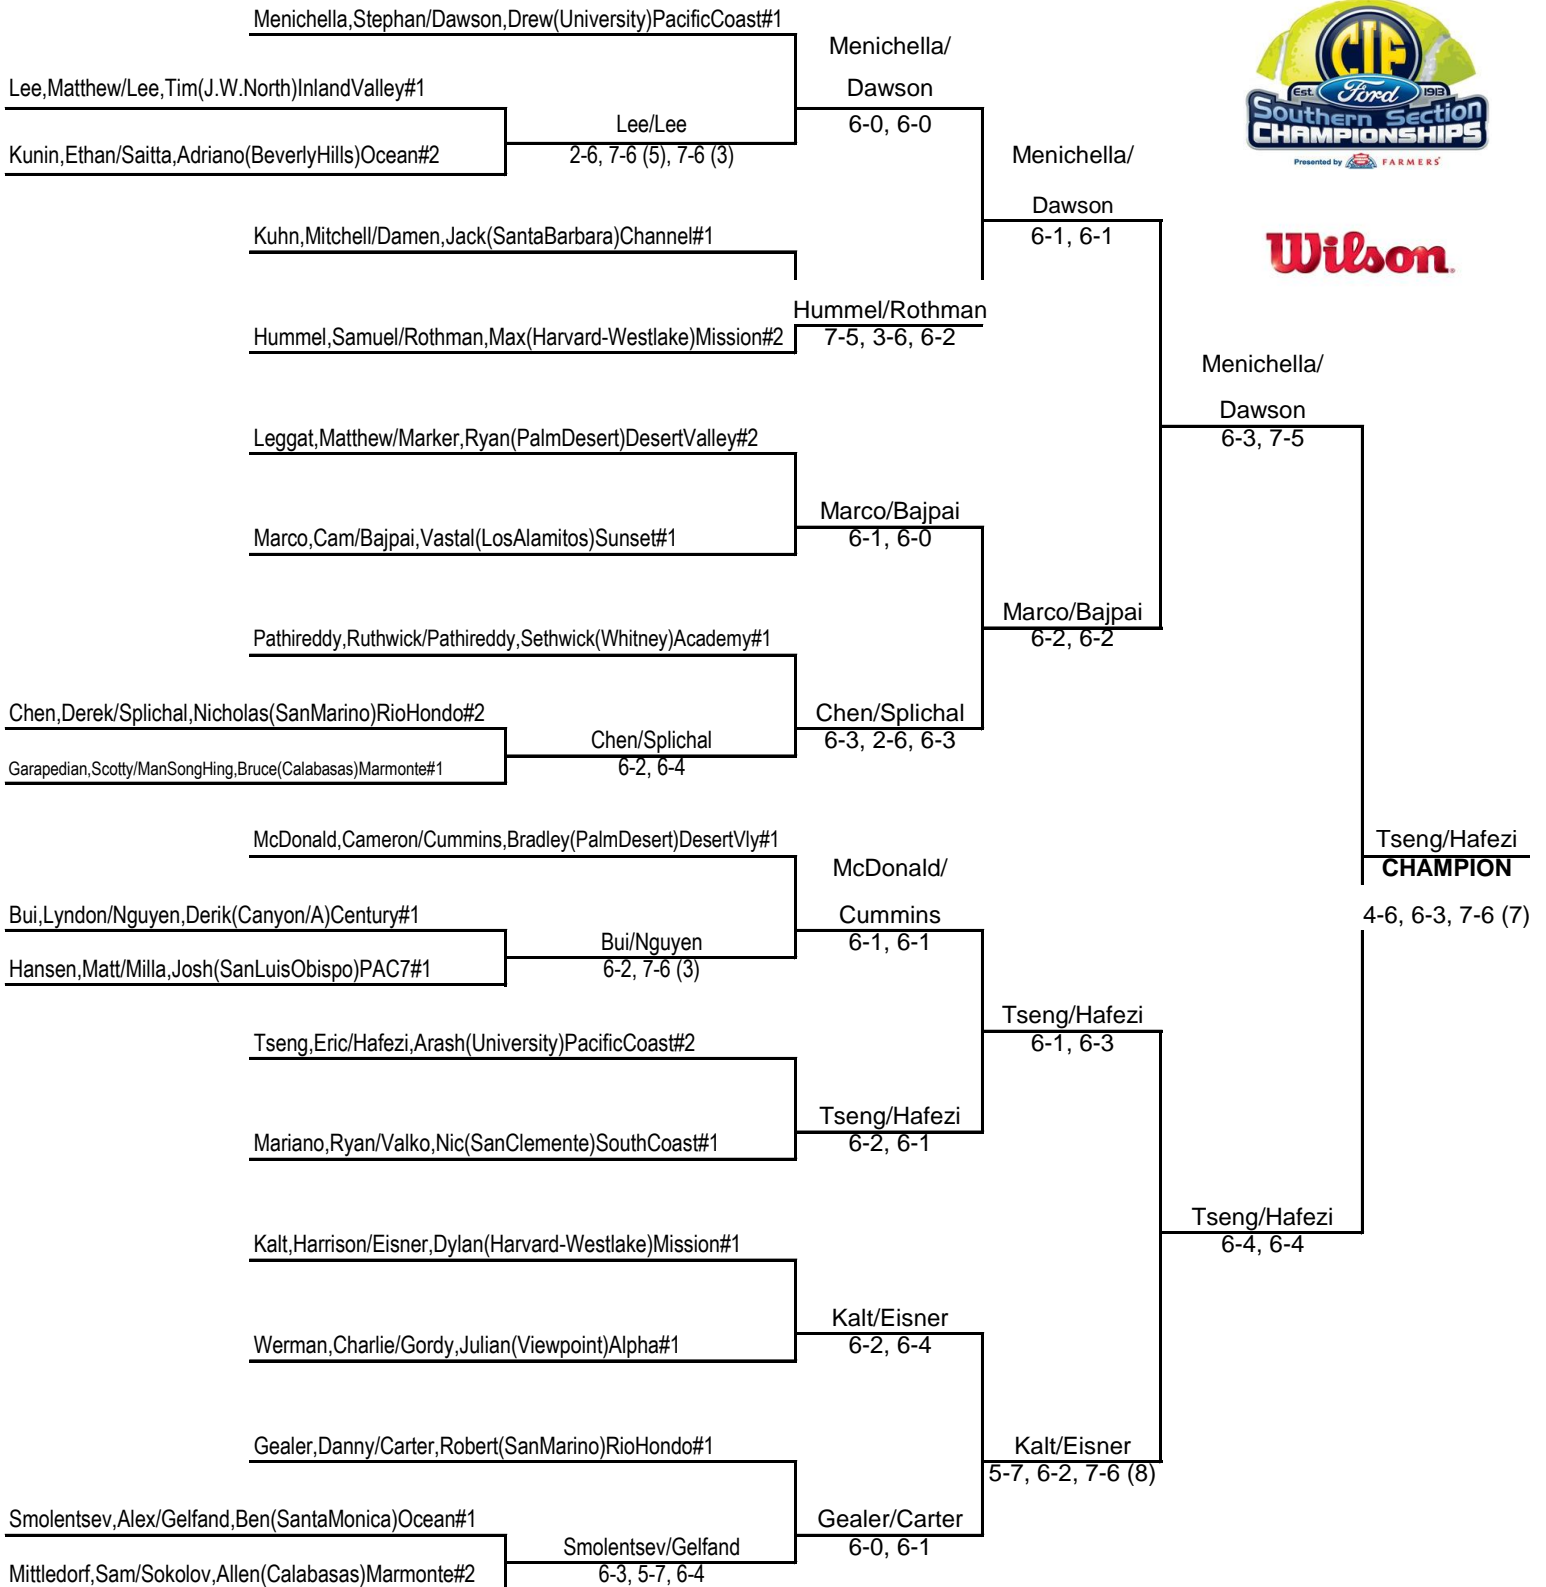 Menichella,Stephan/Dawson,Drew(University)PacificCoast#1
Menichella/
CIF
Est. Ford 1913
Southern Section
CHAMPIONSHIPS
Presented by FARMERS
Lee,Matthew/Lee,Tim(J.W.North)InlandValley#1
Dawson
Lee/Lee
6-0, 6-0
Kunin,Ethan/Saitta,Adriano(BeverlyHills)Ocean#2
2-6, 7-6 (5), 7-6 (3)
Menichella/
Dawson
Kuhn,Mitchell/Damen,Jack(SantaBarbara)Channel#1
6-1, 6-1
Wilson
Hummel/Rothman
Hummel,Samuel/Rothman,Max(Harvard-Westlake)Mission#2
7-5, 3-6, 6-2
Menichella/
Dawson
Leggat,Matthew/Marker,Ryan(PalmDesert)DesertValley#2
6-3, 7-5
Marco/Bajpai
Marco,Cam/Bajpai,Vastal(LosAlamitos)Sunset#1
6-1, 6-0
Marco/Bajpai
Pathireddy,Ruthwick/Pathireddy,Sethwick(Whitney)Academy#1
6-2, 6-2
Chen,Derek/Splichal,Nicholas(SanMarino)RioHondo#2
Chen/Splichal
Chen/Splichal
6-3, 2-6, 6-3
Garapedian,Scotty/ManSongHing,Bruce(Calabasas)Marmonte#1
6-2, 6-4
McDonald,Cameron/Cummins,Bradley(PalmDesert)DesertVly#1
Tseng/Hafezi
McDonald/
CHAMPION
Bui,Lyndon/Nguyen,Derik(Canyon/A)Century#1
Cummins
4-6, 6-3, 7-6 (7)
Bui/Nguyen
6-1, 6-1
Hansen,Matt/Milla,Josh(SanLuisObispo)PAC7#1
6-2, 7-6 (3)
Tseng/Hafezi
Tseng,Eric/Hafezi,Arash(University)PacificCoast#2
6-1, 6-3
Tseng/Hafezi
Mariano,Ryan/Valko,Nic(SanClemente)SouthCoast#1
6-2, 6-1
Tseng/Hafezi
Kalt,Harrison/Eisner,Dylan(Harvard-Westlake)Mission#1
6-4, 6-4
Kalt/Eisner
Werman,Charlie/Gordy,Julian(Viewpoint)Alpha#1
6-2, 6-4
Gealer,Danny/Carter,Robert(SanMarino)RioHondo#1
Kalt/Eisner
5-7, 6-2, 7-6 (8)
Smolentsev,Alex/Gelfand,Ben(SantaMonica)Ocean#1
Gealer/Carter
Smolentsev/Gelfand
6-0, 6-1
Mittledorf,Sam/Sokolov,Allen(Calabasas)Marmonte#2
6-3, 5-7, 6-4